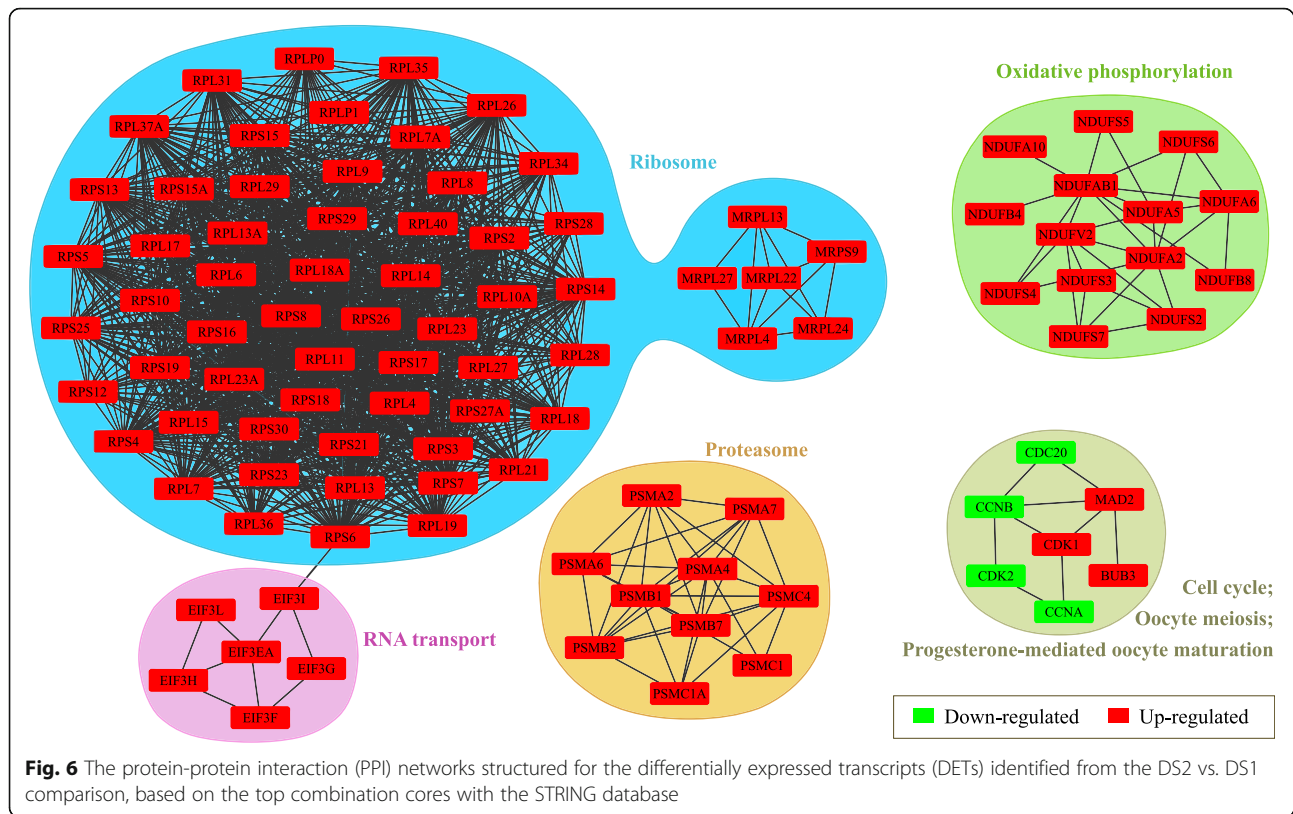 RPLP0
RPL31
RPL35
RPLP1
RPL26
RPL37A
RPS15
RPL7A
RPL34
RPL9
RPS13
RPS15A
RPL29
RPL8
RPS29
RPL40
RPS28
RPL13A
RPS2
RPS5
RPL17
RPL6
RPL18A
RPL14
RPS14
RPS10
RPL10A
RPS8
RPS26
RPS25
RPS16
RPL23
RPL28
RPL11
RPS17
RPS19
RPL27
RPL23A
RPS12
RPS18
RPL4
RPS27A
RPL18
RPL15
RPS30
RPS4
RPS21
RPS3
RPL21
RPS23
RPL7
RPL13
RPS7
RPL36
RPL19
RPS6
Ribosome
MRPL13
MRPS9
MRPL27
MRPL22
MRPL24
MRPL4
Oxidative phosphorylation
NDUFS5
NDUFA10
NDUFS6
NDUFAB1
NDUFA6
NDUFB4
NDUFA5
NDUFV2
NDUFA2
NDUFS3
NDUFB8
NDUFS4
NDUFS2
NDUFS7
RNA transport
EIF3I
EIF3L
EIF3EA
EIF3G
EIF3H
EIF3F
Proteasome
PSMA2
PSMA7
PSMA6
PSMA4
PSMB1
PSMC4
PSMB7
PSMB2
PSMC1
PSMC1A
CDC20
CCNB
MAD2
CDK1
CDK2
BUB3
CCNA
Cell cycle;
Oocyte meiosis;
Progesterone-mediated oocyte maturation
Down-regulated Up-regulated
Fig. 6 The protein-protein interaction (PPI) networks structured for the differentially expressed transcripts (DETs) identified from the DS2 vs. DS1
comparison, based on the top combination cores with the STRING database